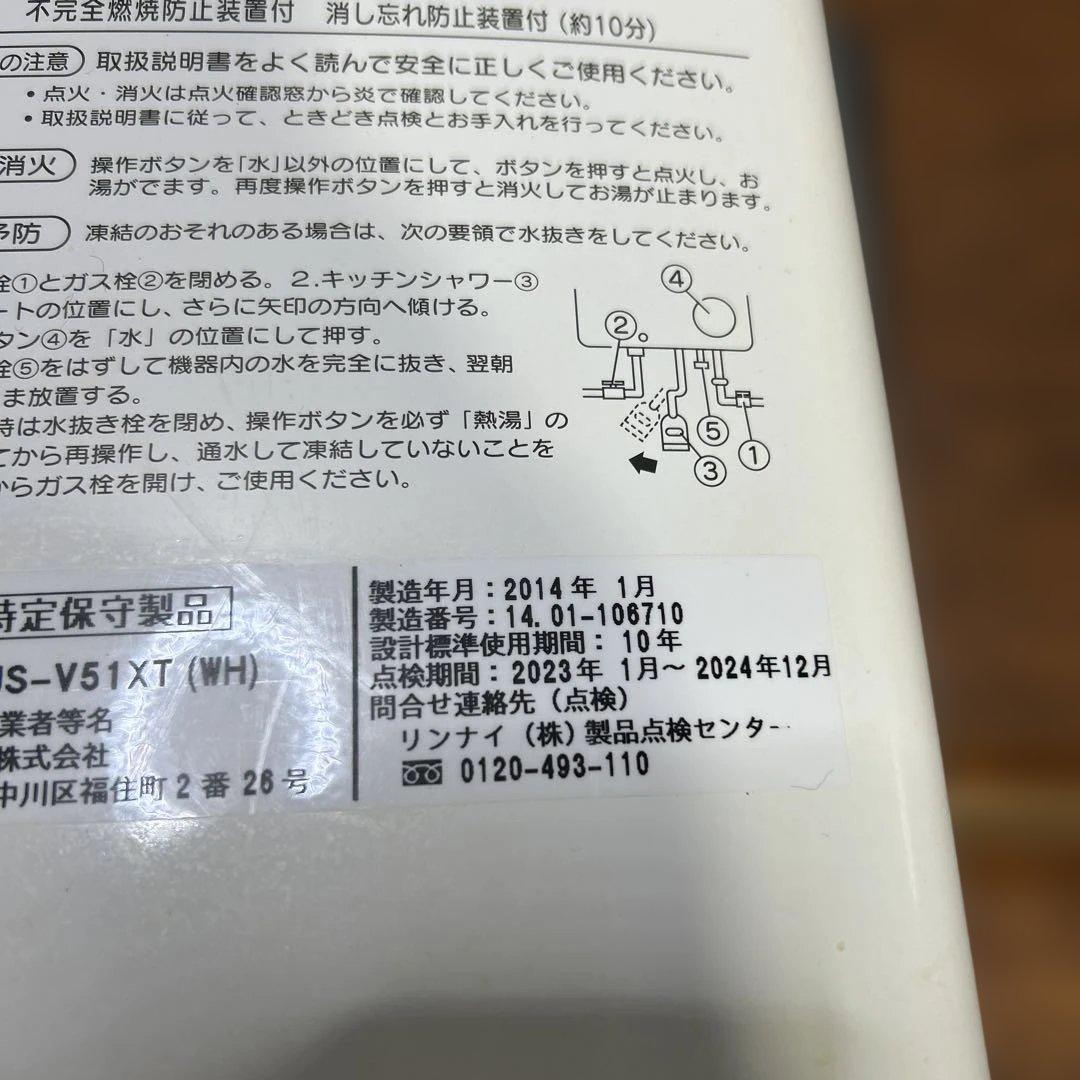 不完全燃焼防止装置付 消し忘れ防止装置付(約10分)
の注意 取扱説明書をよく読んで安全に正しくご使用ください。
・点火・消火は点火確認窓から炎で確認してください。
・取扱説明書に従って、ときどき点検とお手入れを行ってください。
消火 操作ボタンを「水」以外の位置にして、ボタンを押すと点火し、お
湯がでます。再度操作ボタンを押すと消火してお湯が止まります。
予防 凍結のおそれのある場合は、次の要領で水抜きをしてください。
栓①とガス栓②を閉める。2.キッチンシャワー③
ートの位置にし、さらに矢印の方向へ傾ける。
タン④を「水」の位置にして押す。
栓⑤をはずして機器内の水を完全に抜き、翌朝
ま放置する。
時は水抜き栓を閉め、操作ボタンを必ず「熱湯」の
てから再操作し、通水して凍結していないことを
からガス栓を開け、ご使用ください。
④
②
⑤
①
③
特定保守製品
US-V51XT(WH)
業者等名
株式会社
中川区福住町2番26号
製造年月:2014年 1月
製造番号:14.01-106710
設計標準使用期間:10年
点検期間:2023年 1月〜2024年12月
問合せ連絡先(点検)
リンナイ(株)製品点検センター
0120-493-110